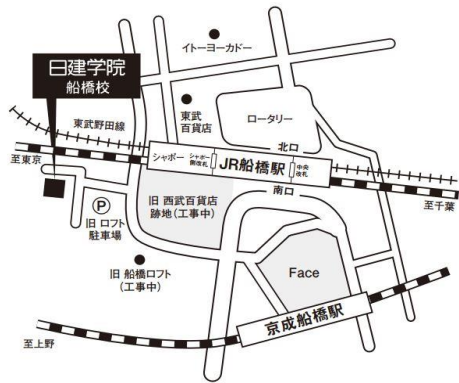 イトーヨーカドー
日建学院
船橋校
東武
百貨店
ロータリー
東武野田線
北口
至東京
シャポー
シャポー
側改札
JR船橋駅
中央
改札
南口
至千葉
P
旧 ロフト
駐車場
旧 西武百貨店
跡地(工事中)
旧 船橋ロフト
(工事中)
Face
京成船橋駅
至上野